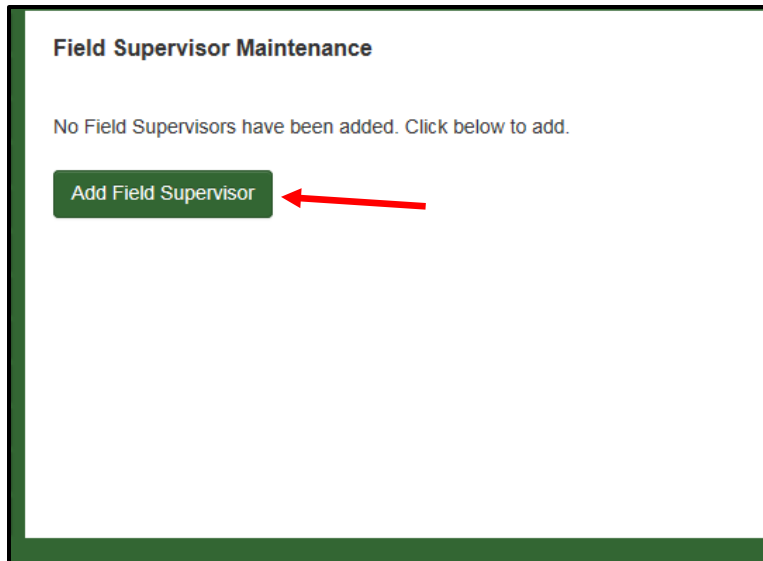 Field Supervisor Maintenance
No Field Supervisors have been added. Click below to add.
Add Field Supervisor